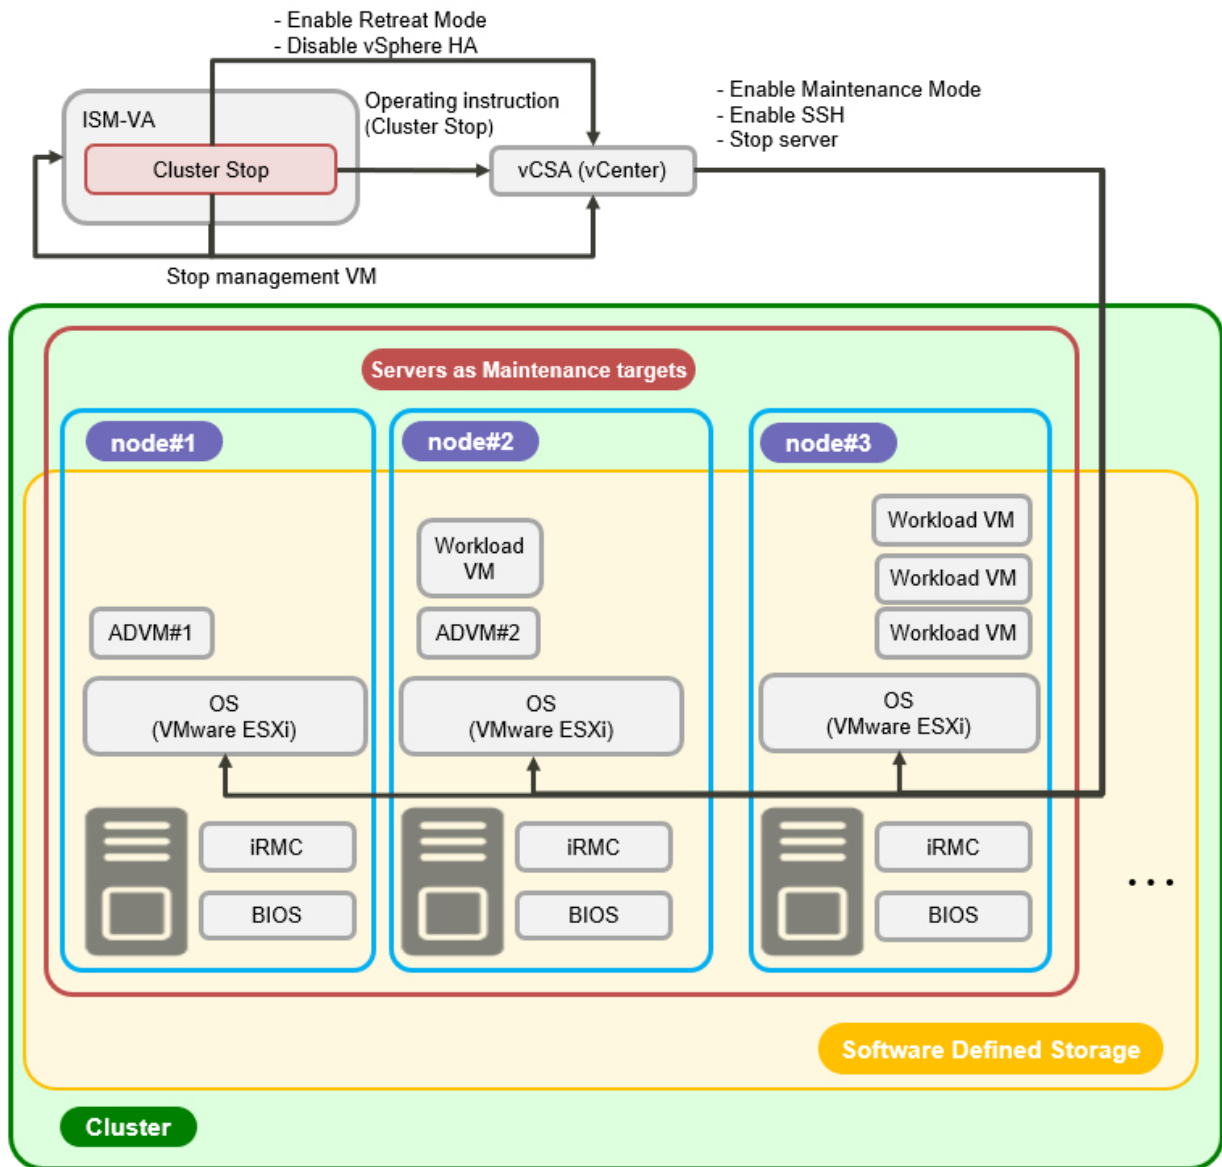 - Enable Retreat Mode
- Disable vSphere HA
ISM-VA
Operating instruction
(Cluster Stop)
- Enable Maintenance Mode
- Enable SSH
- Stop server
Cluster Stop
vCSA (vCenter)
Stop management VM
Servers as Maintenance targets
node#1
node#2
node#3
Workload VM
Workload
VM
Workload VM
ADVM#1
ADVM#2
Workload VM
OS
(VMware ESXi)
OS
(VMware ESXi)
OS
(VMware ESXi)
iRMC
iRMC
iRMC
...
BIOS
BIOS
BIOS
Software Defined Storage
Cluster